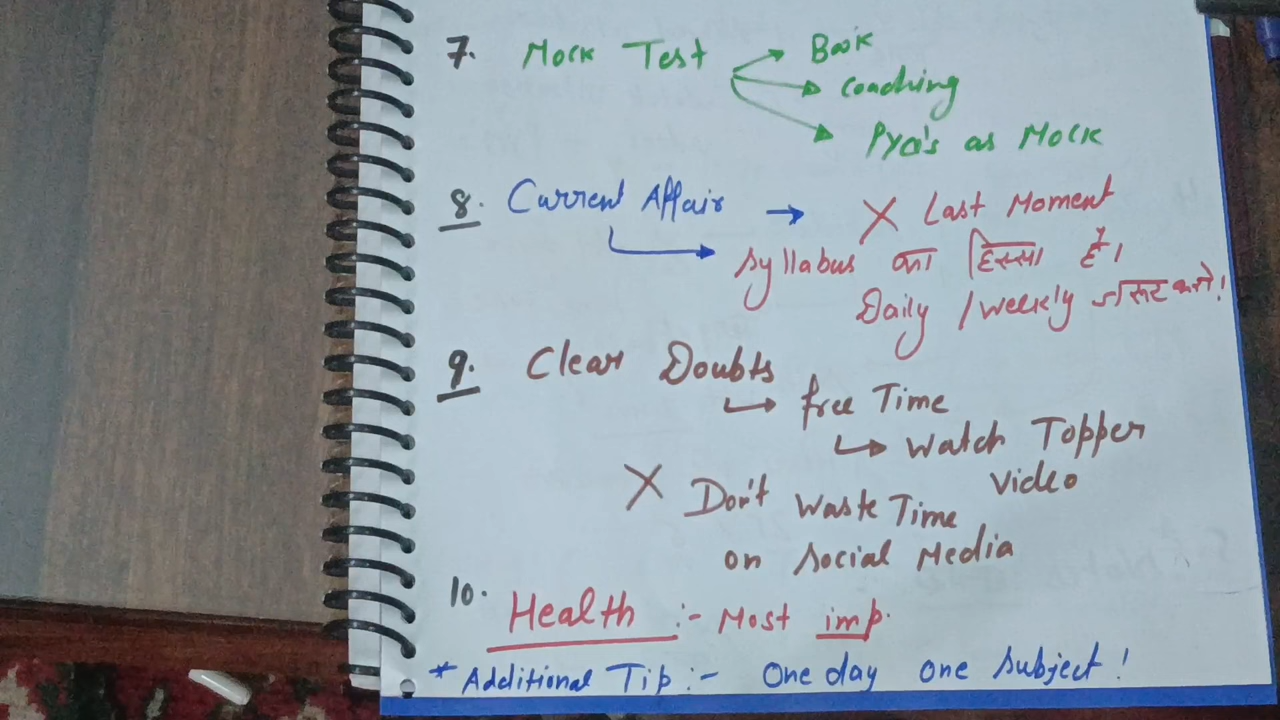 7. Mock Test → Book
→ Coaching
→ PYQ's as Mock
8. Current Affair → X Last Moment
↳ Syllabus का हिस्सा है।
Daily / Weekly जरूर करो!
9. Clear Doubts
↳ free Time
↳ Watch Topper
Video
X Don't Waste Time
on Social Media
10. Health :- Most imp.
* Additional Tip :- One day one subject !